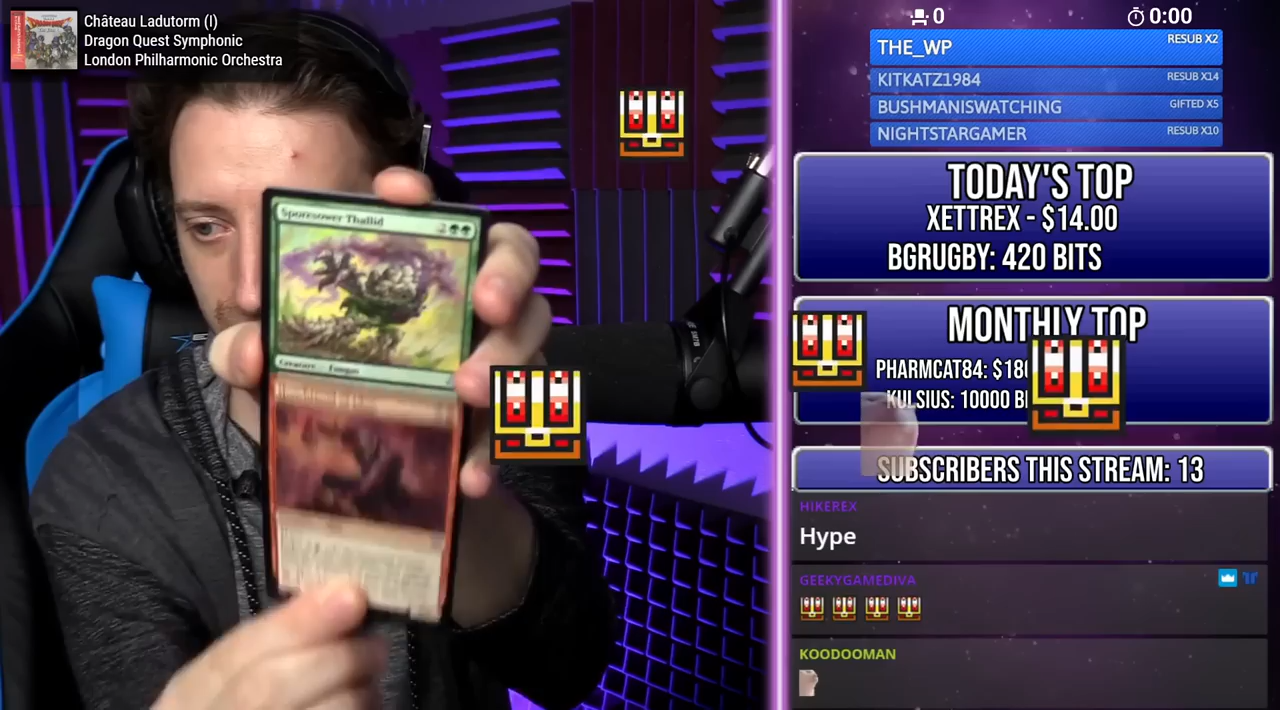 Château Ladutorm (I)
Dragon Quest Symphonic
London Philharmonic Orchestra
Sporesower Thallid
Creature Fungus
0
0:00
THE_WP RESUB X2
KITKATZ1984 RESUB X14
BUSHMANISWATCHING GIFTED X5
NIGHTSTARGAMER RESUB X10
TODAY'S TOP
XETTREX - $14.00
BGRUGBY: 420 BITS
MONTHLY TOP
PHARMCAT84:
KULSIUS: 10000
SUBSCRIBERS THIS STREAM: 13
HIKEREX
Hype
GEEKYGAMEDIVA
KOODOOMAN